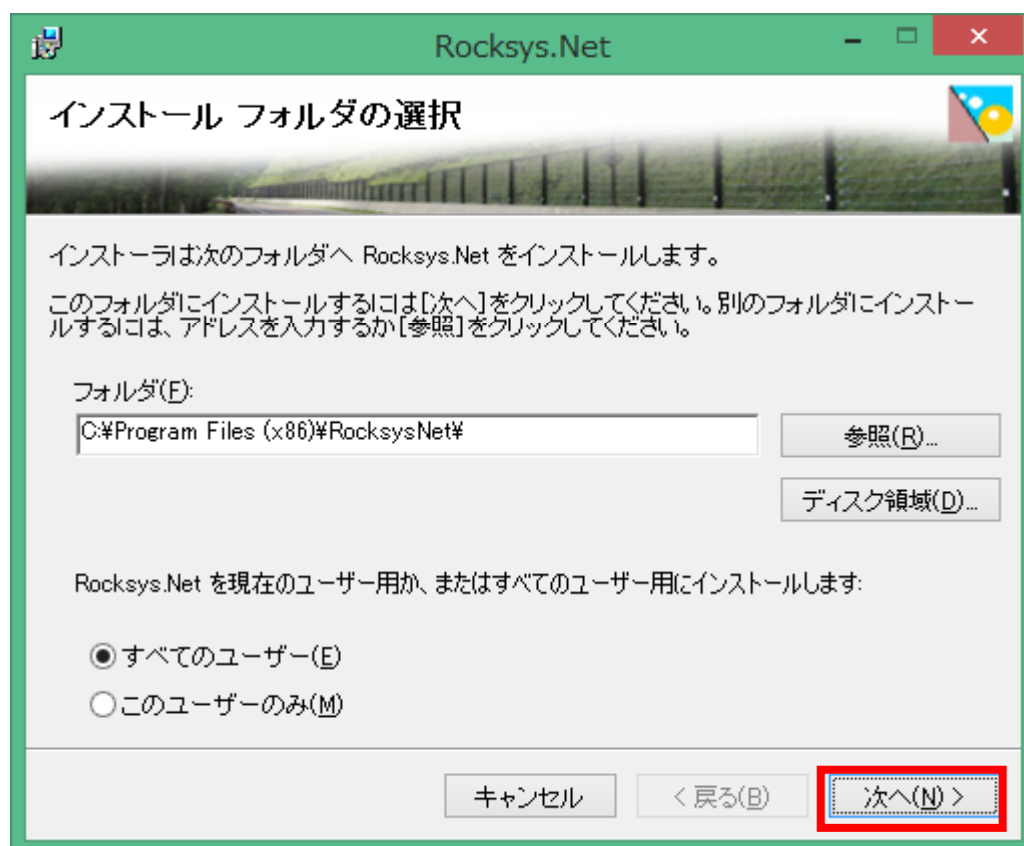 Rocksys.Net
インストール フォルダの選択
インストーラは次のフォルダへ Rocksys.Net をインストールします。
このフォルダにインストールするには[次へ]をクリックしてください。別のフォルダにインストー
ルするには、アドレスを入力するか[参照]をクリックしてください。
フォルダ(F):
C:¥Program Files (x86)¥RocksysNet¥
参照(R)...
ディスク領域(D)...
Rocksys.Net を現在のユーザー用か、またはすべてのユーザー用にインストールします:
すべてのユーザー(E)
このユーザーのみ(M)
キャンセル
< 戻る(B)
次へ(N) >